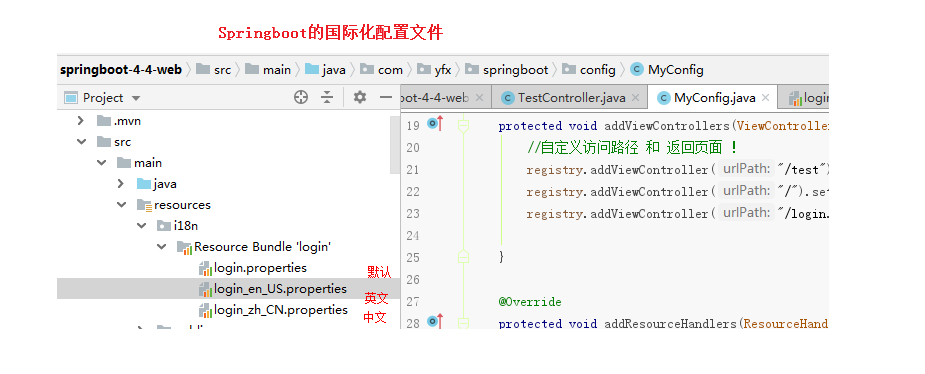 Springboot的国际化配置文件
springboot-4-4-web src main java com yfx springboot config MyConfig
Project
oot-4-4-web TestController.java MyConfig.java login
.mvn
src
main
java
resources
i18n
Resource Bundle 'login'
login.properties 默认
login_en_US.properties 英文
login_zh_CN.properties 中文
19 protected void addViewControllers(ViewController
20 //自定义访问路径 和 返回页面 !
21 registry.addViewController( urlPath: "/test")
22 registry.addViewController( urlPath: "/").set
23 registry.addViewController( urlPath: "/login.
24
25 }
26
27 @Override
28 protected void addResourceHandlers(ResourceHand